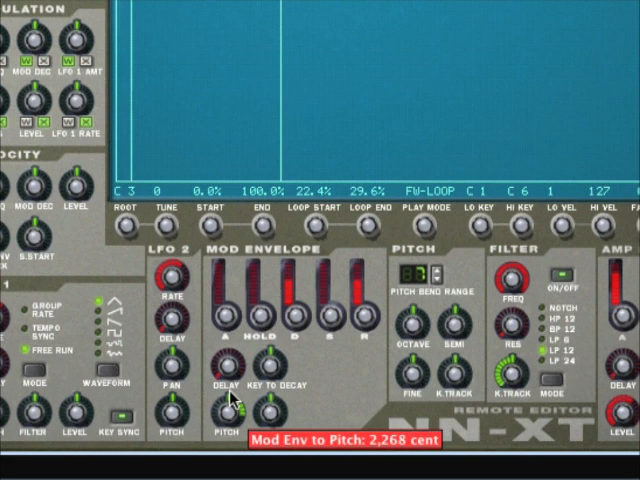 ULATION
W X W X
MOD DEC LFO 1 AMT
W X W X
LEVEL LFO 1 RATE
OCITY
MOD DEC LEVEL
S.START
C 3 0 0.0% 100.0% 22.4% 29.6% FW-LOOP C 1 C 6 1 127
ROOT TUNE START END LOOP START LOOP END PLAY MODE LO KEY HI KEY LO VEL HI VEL
LFO 2 MOD ENVELOPE PITCH FILTER AMP
RATE
PITCH BEND RANGE
FREQ ON/OFF
1
GROUP RATE
TEMPO SYNC
FREE RUN
MODE WAVEFORM
DELAY
A HOLD D S R
OCTAVE SEMI
RES
NOTCH
HP 12
BP 12
LP 6
LP 12
LP 24
A
PAN DELAY KEY TO DECAY
FINE K.TRACK K.TRACK MODE DELAY
FILTER LEVEL KEY SYNC PITCH PITCH
REMOTE EDITOR
NN-XT
LEVEL
Mod Env to Pitch: 2,268 cent